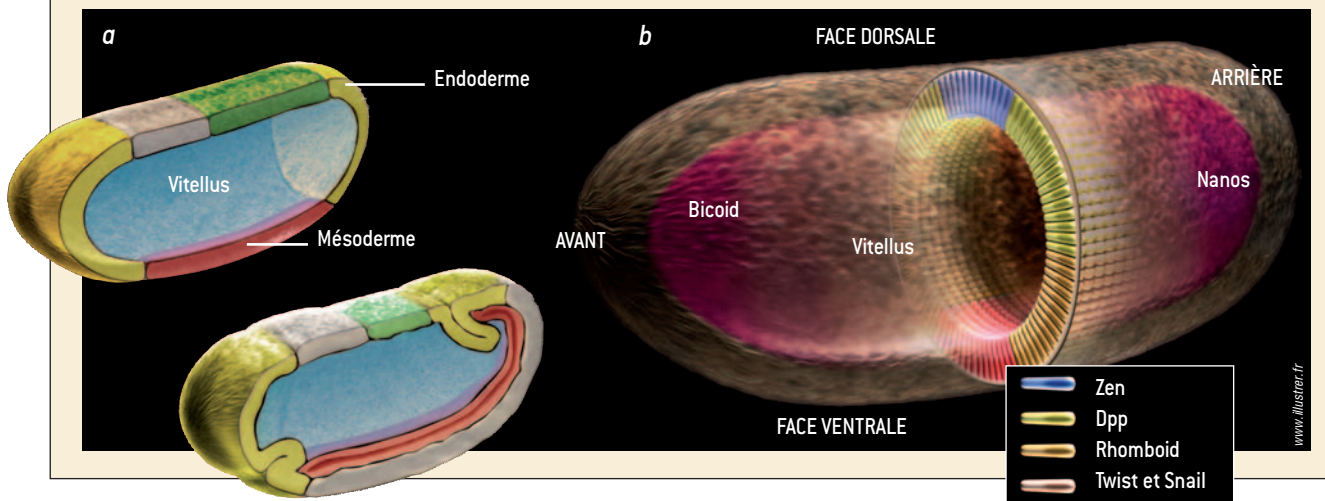 a
Endoderme
Vitellus
Mésoderme
b
FACE DORSALE
ARRIÈRE
Bicoid
Nanos
AVANT
Vitellus
FACE VENTRALE
Zen
Dpp
Rhomboid
Twist et Snail
www.illustrer.fr